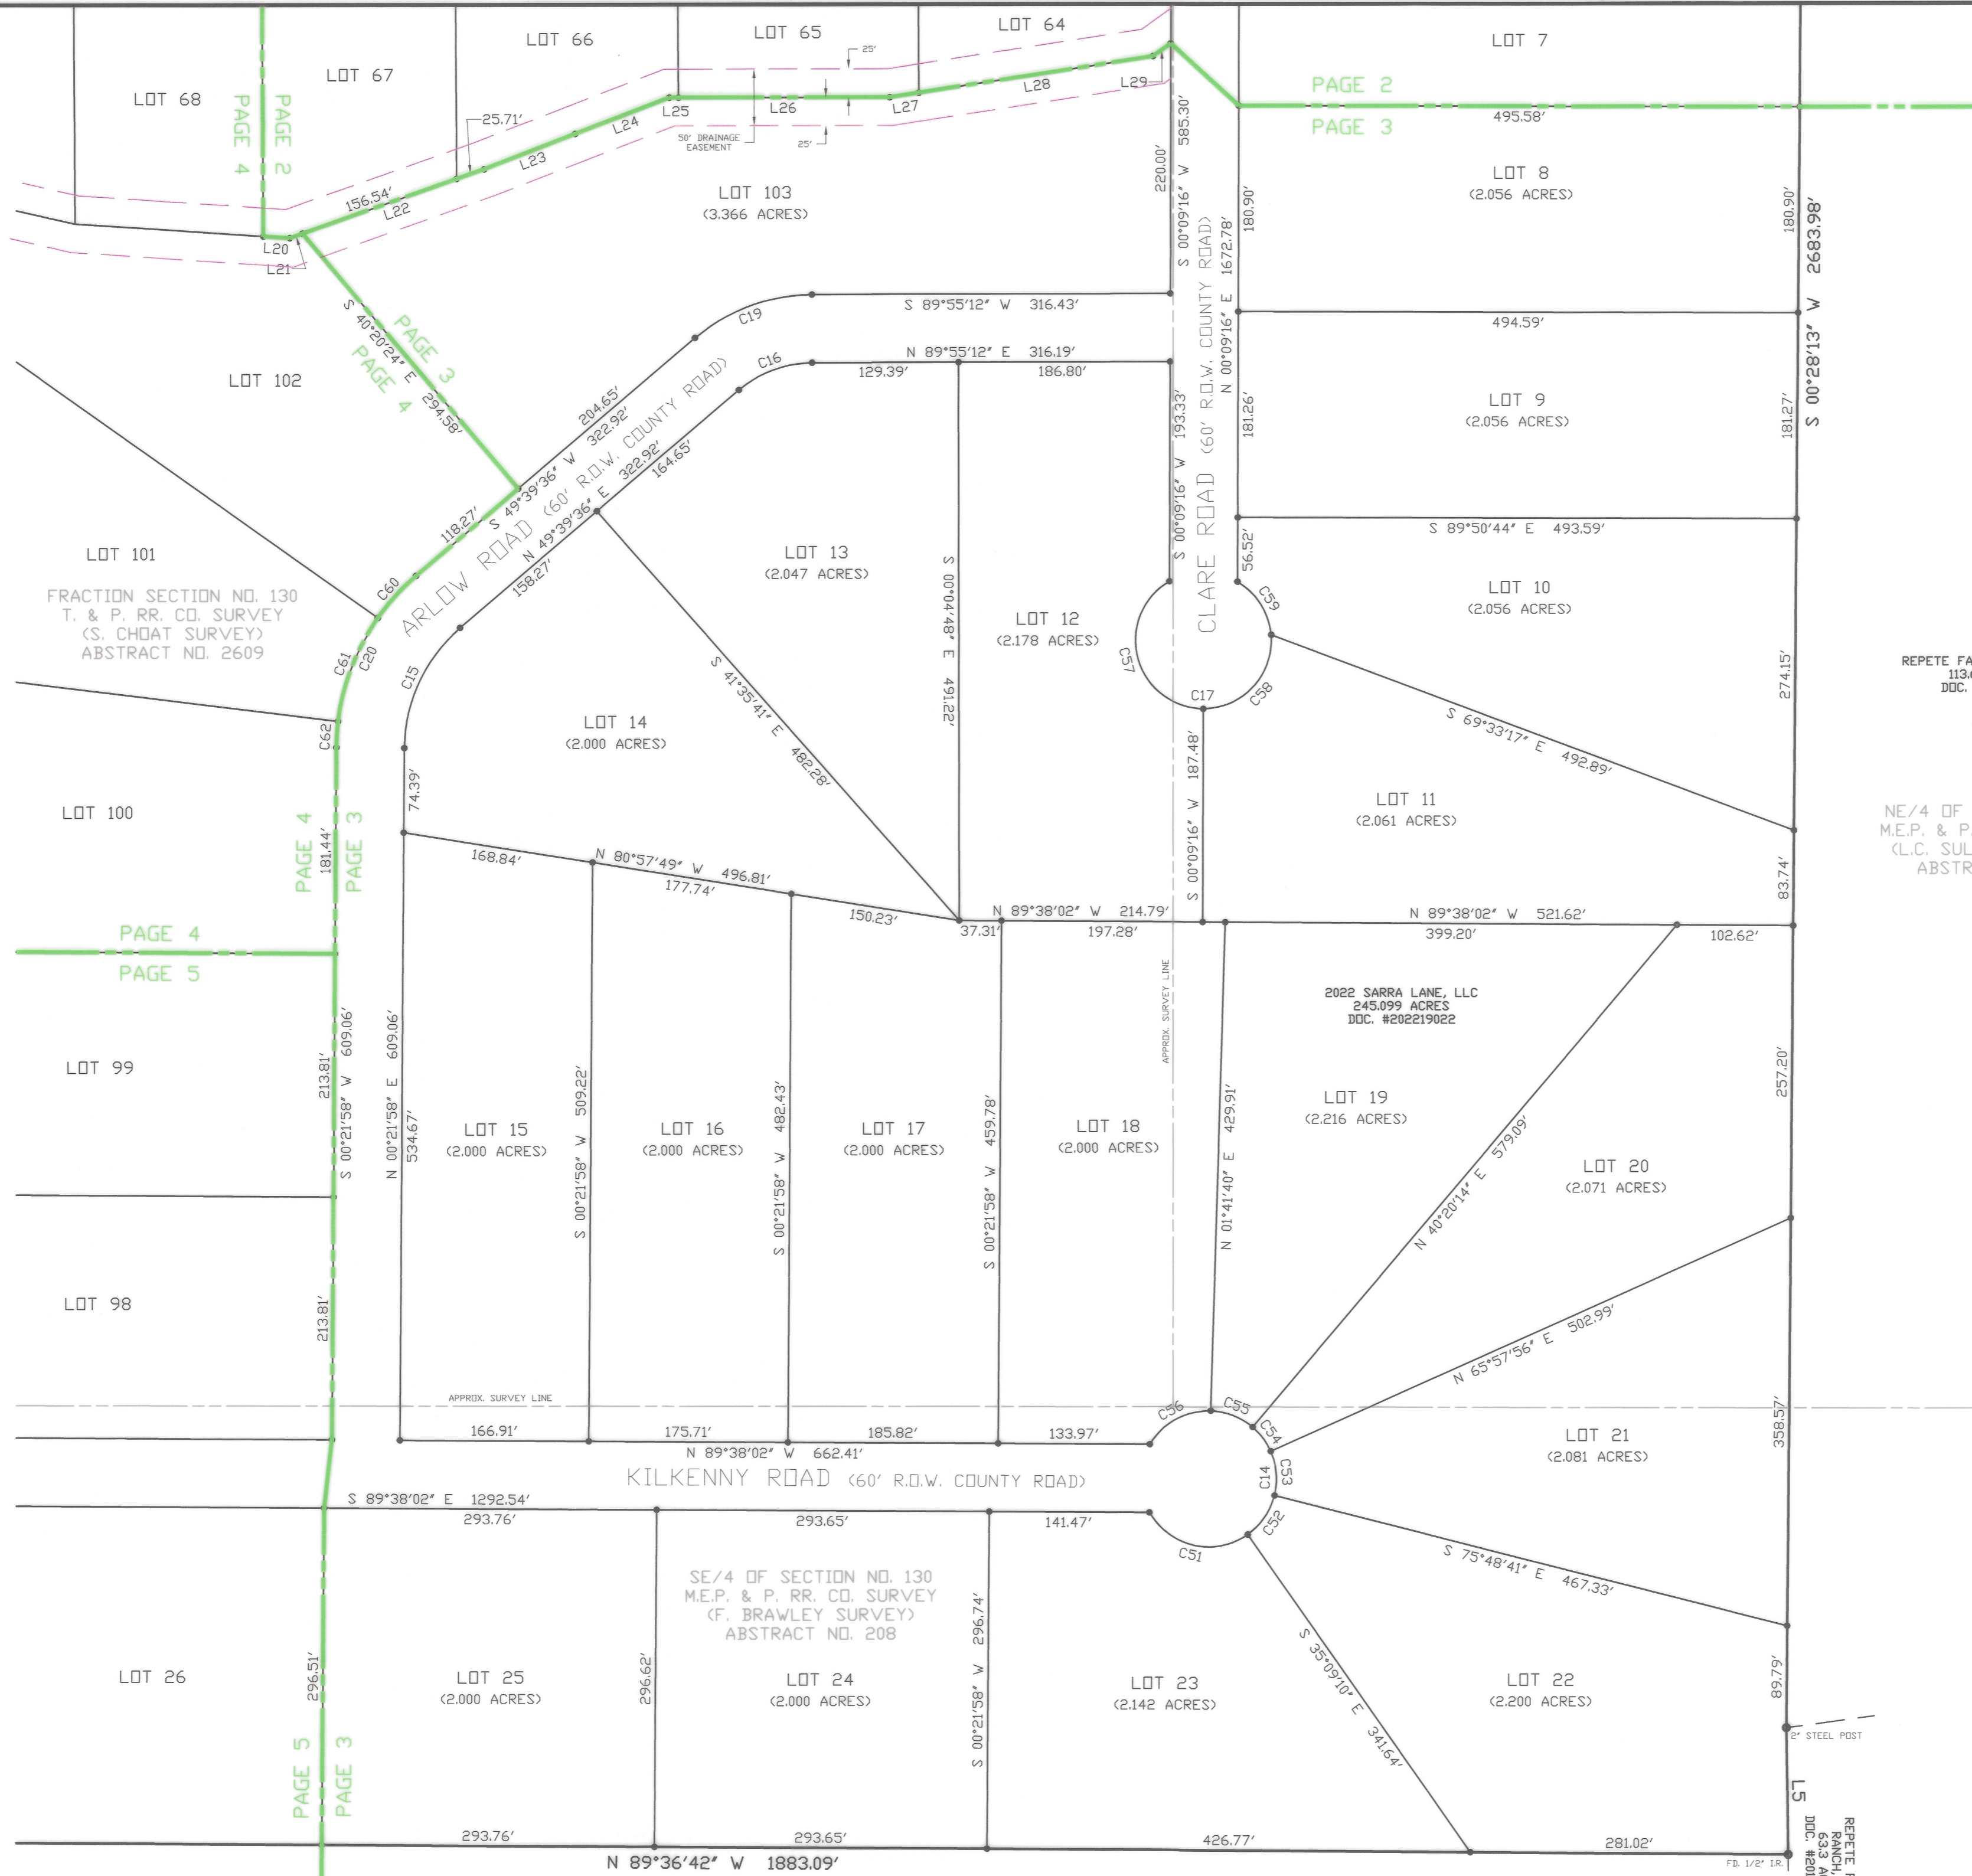 LOT 68
LOT 67
LOT 66
LOT 65
LOT 64
LOT 7
PAGE 4
PAGE 2
PAGE 2
PAGE 3
495.58'
25'
25'
50' DRAINAGE
EASEMENT
L20
L21
L22
156.54'
25.71'
L23
L24
L25
L26
L27
L28
L29
LOT 103
(3.366 ACRES)
220.00'
S 00°09'16" W 585.30'
N 00°09'16" E 1672.78'
180.90'
LOT 8
(2.056 ACRES)
180.90'
S 00°28'13" W 2683.98'
494.59'
S 40°20'24" E 294.58'
PAGE 3
PAGE 4
LOT 102
C19
S 89°55'12" W 316.43'
C16
N 89°55'12" E 316.19'
129.39'
186.80'
204.65'
S 49°39'36" W 322.92'
ARLOW ROAD (60' R.O.W. COUNTY ROAD)
N 49°39'36" E 322.92'
164.65'
158.27'
118.27'
S 00°09'16" W 193.33'
CLARE ROAD (60' R.O.W. COUNTY ROAD)
181.26'
LOT 9
(2.056 ACRES)
181.27'
S 89°50'44" E 493.59'
56.52'
LOT 101
FRACTION SECTION NO. 130
T. & P. RR. CO. SURVEY
(S. CHOAT SURVEY)
ABSTRACT NO. 2609
C60
C61
C20
C62
C15
LOT 13
(2.047 ACRES)
S 00°04'48" E 491.22'
LOT 12
(2.178 ACRES)
C57
C17
C58
C59
LOT 10
(2.056 ACRES)
274.15'
S 69°33'17" E 492.89'
REPETE FA
113.
DOC.
LOT 14
(2.000 ACRES)
S 41°35'41" E 482.28'
74.39'
S 00°09'16" W 187.48'
LOT 11
(2.061 ACRES)
83.74'
NE/4 OF
M.E.P. & P.
(L.C. SUL
ABSTR
LOT 100
PAGE 4
181.44'
PAGE 3
168.84'
N 80°57'49" W 496.81'
177.74'
150.23'
37.31'
N 89°38'02" W 214.79'
197.28'
N 89°38'02" W 521.62'
399.20'
102.62'
PAGE 4
PAGE 5
APPROX. SURVEY LINE
2022 SARRA LANE, LLC
245.099 ACRES
DOC. #202219022
LOT 99
213.81'
S 00°21'58" W 609.06'
N 00°21'58" E 609.06'
534.67'
LOT 15
(2.000 ACRES)
S 00°21'58" W 509.22'
LOT 16
(2.000 ACRES)
S 00°21'58" W 482.43'
LOT 17
(2.000 ACRES)
S 00°21'58" W 459.78'
LOT 18
(2.000 ACRES)
N 01°41'40" E 429.91'
LOT 19
(2.216 ACRES)
N 40°20'14" E 579.09'
LOT 20
(2.071 ACRES)
257.20'
LOT 98
213.81'
N 65°57'56" E 502.99'
APPROX. SURVEY LINE
166.91'
175.71'
185.82'
133.97'
N 89°38'02" W 662.41'
KILKENNY ROAD (60' R.O.W. COUNTY ROAD)
C56
C55
C54
C53
C14
C52
C51
LOT 21
(2.081 ACRES)
358.57'
S 89°38'02" E 1292.54'
293.76'
293.65'
141.47'
S 75°48'41" E 467.33'
SE/4 OF SECTION NO. 130
M.E.P. & P. RR. CO. SURVEY
(F. BRAWLEY SURVEY)
ABSTRACT NO. 208
LOT 26
296.51'
LOT 25
(2.000 ACRES)
296.62'
LOT 24
(2.000 ACRES)
S 00°21'58" W 296.74'
LOT 23
(2.142 ACRES)
S 35°09'10" E 341.64'
LOT 22
(2.200 ACRES)
89.79'
2" STEEL POST
L5
PAGE 5
PAGE 3
293.76'
293.65'
426.77'
281.02'
N 89°36'42" W 1883.09'
FD. 1/2" I.R.
REPETE
RANCH,
63.3
DOC. #201